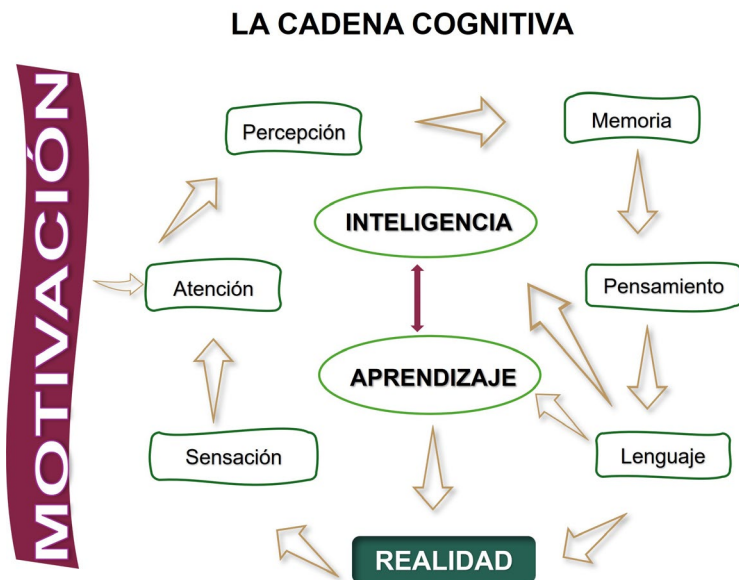 LA CADENA COGNITIVA
MOTIVACIÓN
Percepción
Memoria
INTELIGENCIA
Atención
Pensamiento
APRENDIZAJE
Sensación
Lenguaje
REALIDAD